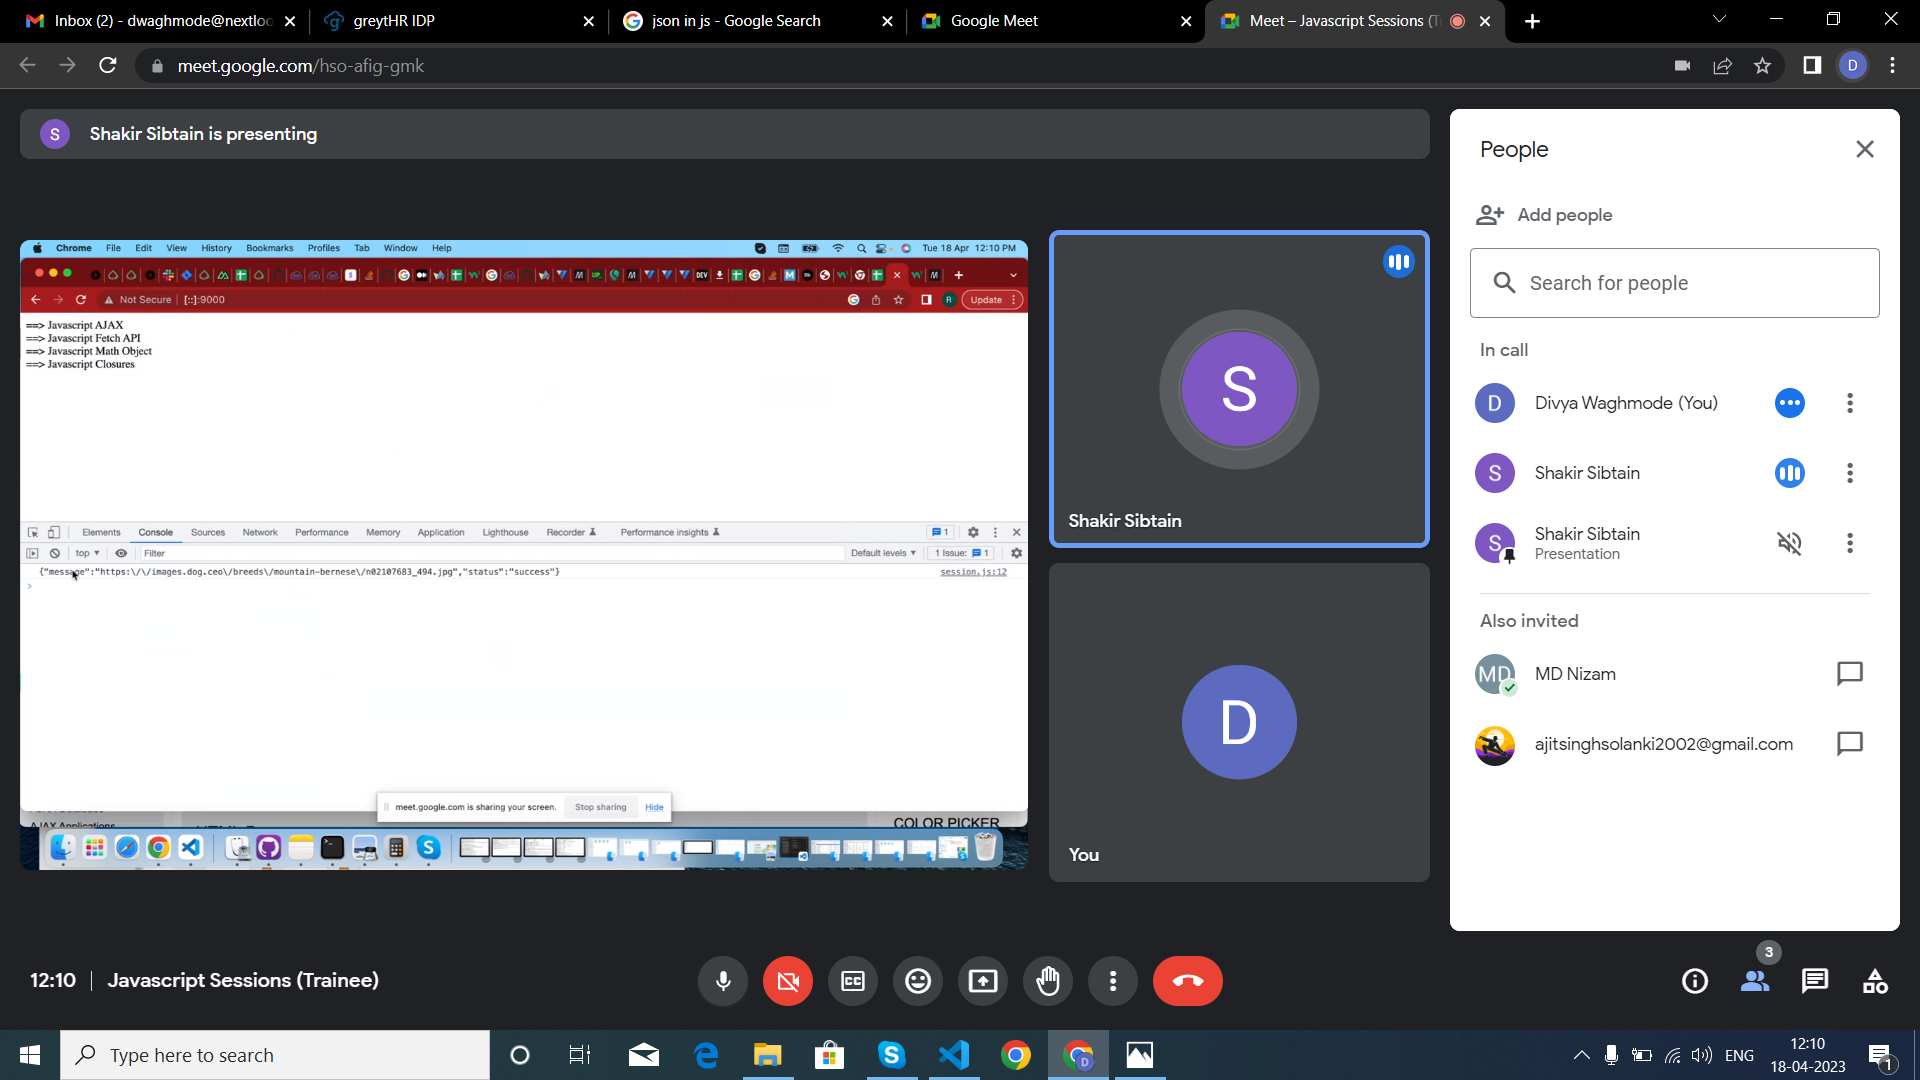 Inbox (2) - dwaghmode@nextloo
greytHR IDP
json in js - Google Search
Google Meet
Meet – Javascript Sessions (T
meet.google.com/hso-afig-gmk
D
S
Shakir Sibtain is presenting
Chrome File Edit View History Bookmarks Profiles Tab Window Help
Tue 18 Apr 12:10 PM
Not Secure | [::]:9000
R
Update
==> Javascript AJAX
==> Javascript Fetch API
==> Javascript Math Object
==> Javascript Closures
Elements Console Sources Network Performance Memory Application Lighthouse Recorder Performance insights
1
top Filter Default levels 1 Issue: 1
{"message":"https:\/\/images.dog.ceo\/breeds\/mountain-bernese\/n02107683_494.jpg","status":"success"}
session.js:12
meet.google.com is sharing your screen. Stop sharing Hide
AJAX Applications
COLOR PICKER
S
Shakir Sibtain
D
You
People
Add people
Search for people
In call
D
Divya Waghmode (You)
S
Shakir Sibtain
S
Shakir Sibtain
Presentation
Also invited
MD
MD Nizam
ajitsinghsolanki2002@gmail.com
12:10 | Javascript Sessions (Trainee)
3
Type here to search
ENG
12:10
18-04-2023
1